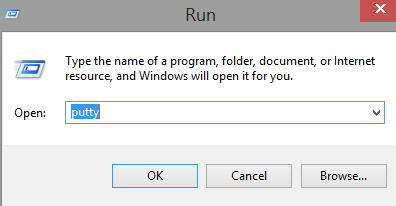 Run
Type the name of a program, folder, document, or Internet
resource, and Windows will open it for you.
Open: putty
OK Cancel Browse...